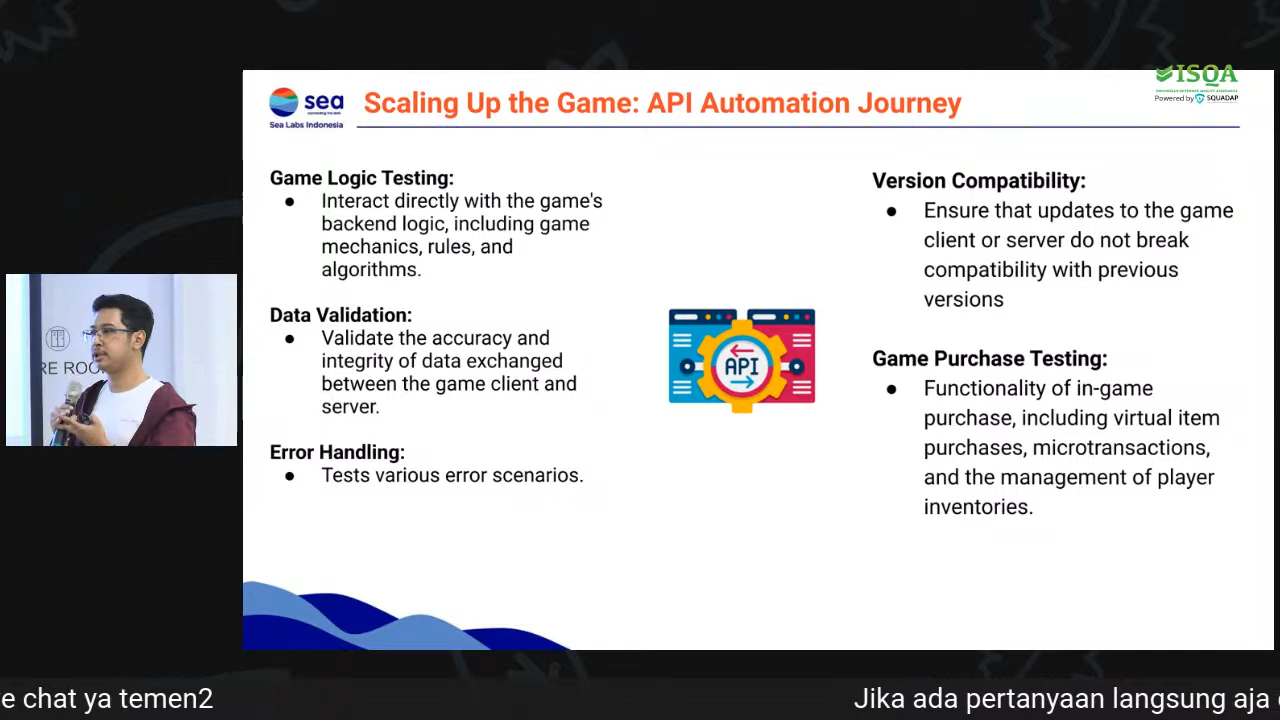 sea
Sea Labs Indonesia
Scaling Up the Game: API Automation Journey
ISQA
Powered by SQUADAP
Game Logic Testing:
● Interact directly with the game's
backend logic, including game
mechanics, rules, and
algorithms.
Data Validation:
● Validate the accuracy and
integrity of data exchanged
between the game client and
server.
Error Handling:
● Tests various error scenarios.
API
Version Compatibility:
● Ensure that updates to the game
client or server do not break
compatibility with previous
versions
Game Purchase Testing:
● Functionality of in-game
purchase, including virtual item
purchases, microtransactions,
and the management of player
inventories.
RE ROO
e chat ya temen2
Jika ada pertanyaan langsung aja